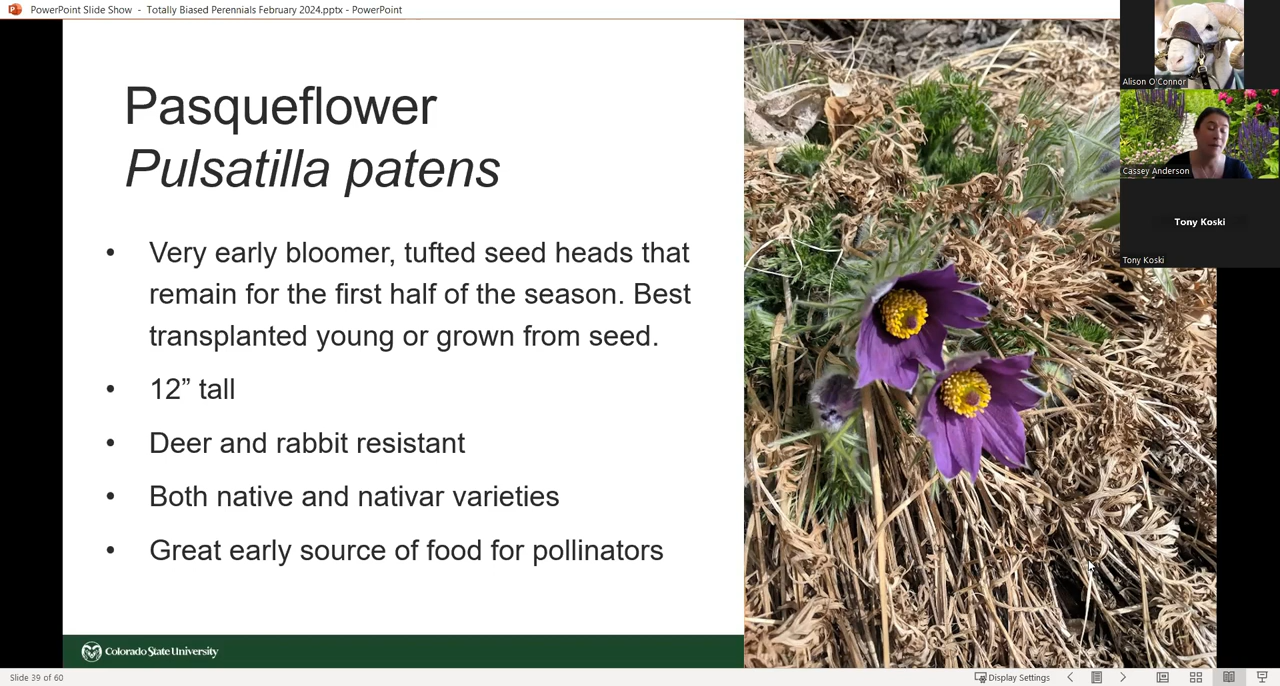 PowerPoint Slide Show - Totally Biased Perennials February 2024.pptx - PowerPoint
Pasqueflower
Pulsatilla patens
• Very early bloomer, tufted seed heads that
remain for the first half of the season. Best
transplanted young or grown from seed.
• 12” tall
• Deer and rabbit resistant
• Both native and nativar varieties
• Great early source of food for pollinators
Colorado State University
Alison O'Connor
Cassey Anderson
Tony Koski
Tony Koski
Slide 39 of 60
Display Settings